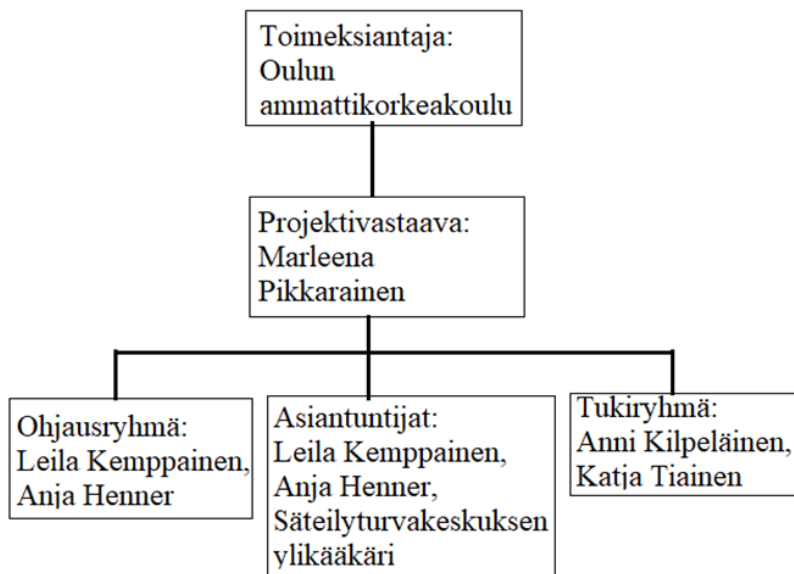 Toimeksiantaja:
Oulun
ammattikorkeakoulu
Projektivastaava:
Marleena
Pikkarainen
Ohjausryhmä:
Leila Kemppainen,
Anja Henner
Asiantuntijat:
Leila Kemppainen,
Anja Henner,
Säteilyturvakeskuksen
ylikääkäri
Tukiryhmä:
Anni Kilpeläinen,
Katja Tiainen